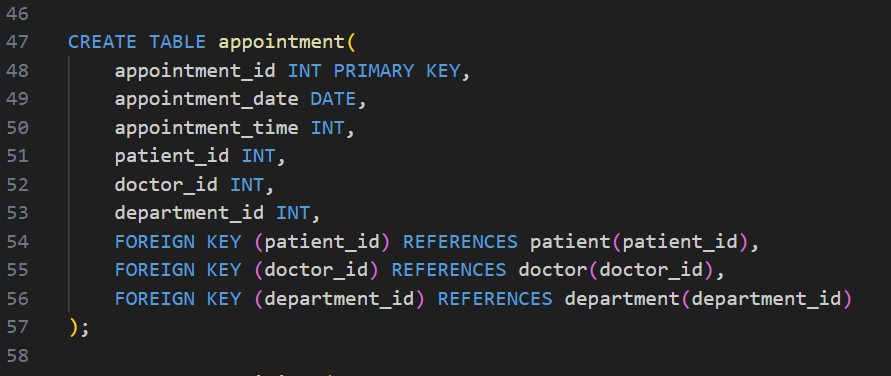 46
47 CREATE TABLE appointment(
48 appointment_id INT PRIMARY KEY,
49 appointment_date DATE,
50 appointment_time INT,
51 patient_id INT,
52 doctor_id INT,
53 department_id INT,
54 FOREIGN KEY (patient_id) REFERENCES patient(patient_id),
55 FOREIGN KEY (doctor_id) REFERENCES doctor(doctor_id),
56 FOREIGN KEY (department_id) REFERENCES department(department_id)
57 );
58